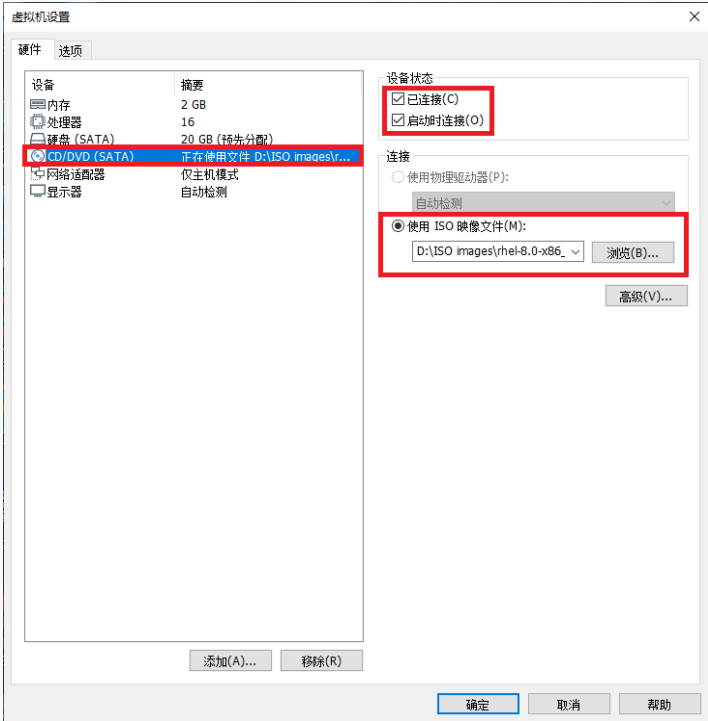 虚拟机设置
硬件 选项
设备 摘要
内存 2 GB
处理器 16
硬盘 (SATA) 20 GB (预先分配)
CD/DVD (SATA) 正在使用文件 D:\ISO images\r...
网络适配器 仅主机模式
显示器 自动检测
添加(A)... 移除(R)
设备状态
已连接(C)
启动时连接(O)
连接
使用物理驱动器(P):
自动检测
使用 ISO 映像文件(M):
D:\ISO images\rhel-8.0-x86_ 浏览(B)...
高级(V)...
确定 取消 帮助